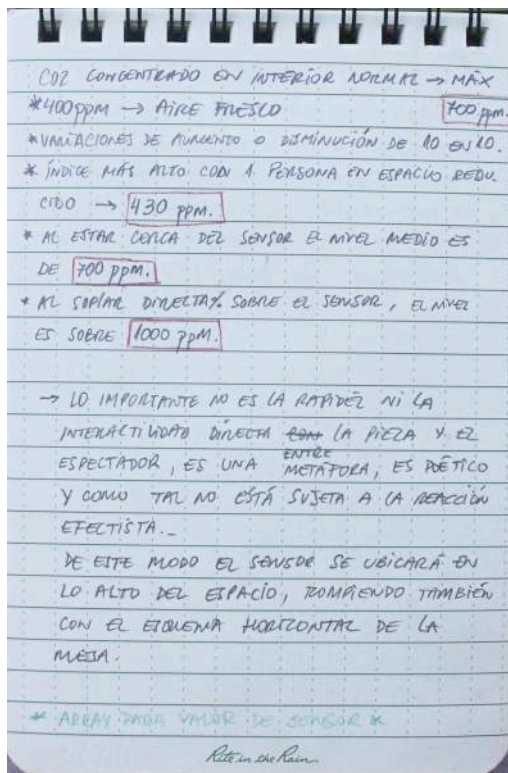 CO2 CONCENTRADO EN INTERIOR NORMAL → MÁX
700 ppm.
*400ppm → AIRE FRESCO
*VARIACIONES DE AUMENTO O DISMINUCIÓN DE 10 EN 10.
* ÍNDICE MÁS ALTO CON 1 PERSONA EN ESPACIO REDU-
CIDO → 430 ppm.
* AL ESTAR CERCA DEL SENSOR EL NIVEL MEDIO ES
DE 700 ppm.
* AL SOPLAR DIRECTA% SOBRE EL SENSOR, EL NIVEL
ES SOBRE 1000 ppm.
→ LO IMPORTANTE NO ES LA RAPIDEZ NI LA
INTERACTIVIDAD DIRECTA ENTRE LA PIEZA Y EL
ESPECTADOR, ES UNA METÁFORA, ES POÉTICO
Y COMO TAL NO ESTÁ SUJETA A LA REACCIÓN
EFECTISTA._
DE ESTE MODO EL SENSOR SE UBICARÁ EN
LO ALTO DEL ESPACIO, ROMPIENDO TAMBIÉN
CON EL ESQUEMA HORIZONTAL DE LA
MESA.
* ARRAY PARA VALOR DE SENSOR *
Rite in the Rain